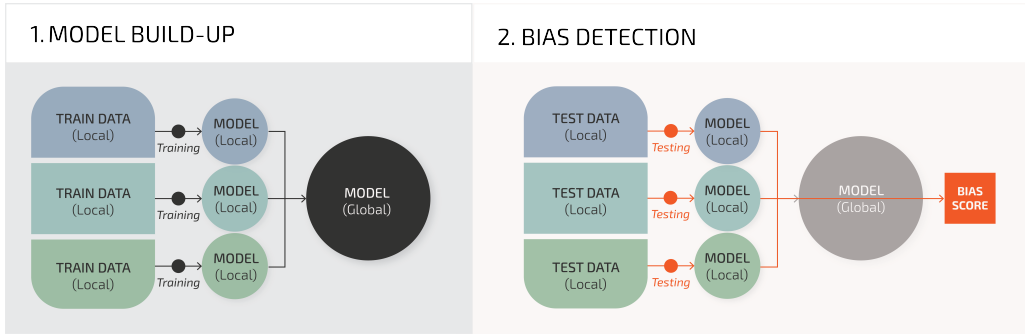 1. MODEL BUILD-UP
TRAIN DATA
(Local)
Training
MODEL
(Local)
TRAIN DATA
(Local)
Training
MODEL
(Local)
TRAIN DATA
(Local)
Training
MODEL
(Local)
MODEL
(Global)
2. BIAS DETECTION
TEST DATA
(Local)
Testing
MODEL
(Local)
TEST DATA
(Local)
Testing
MODEL
(Local)
TEST DATA
(Local)
Testing
MODEL
(Local)
MODEL
(Global)
BIAS
SCORE